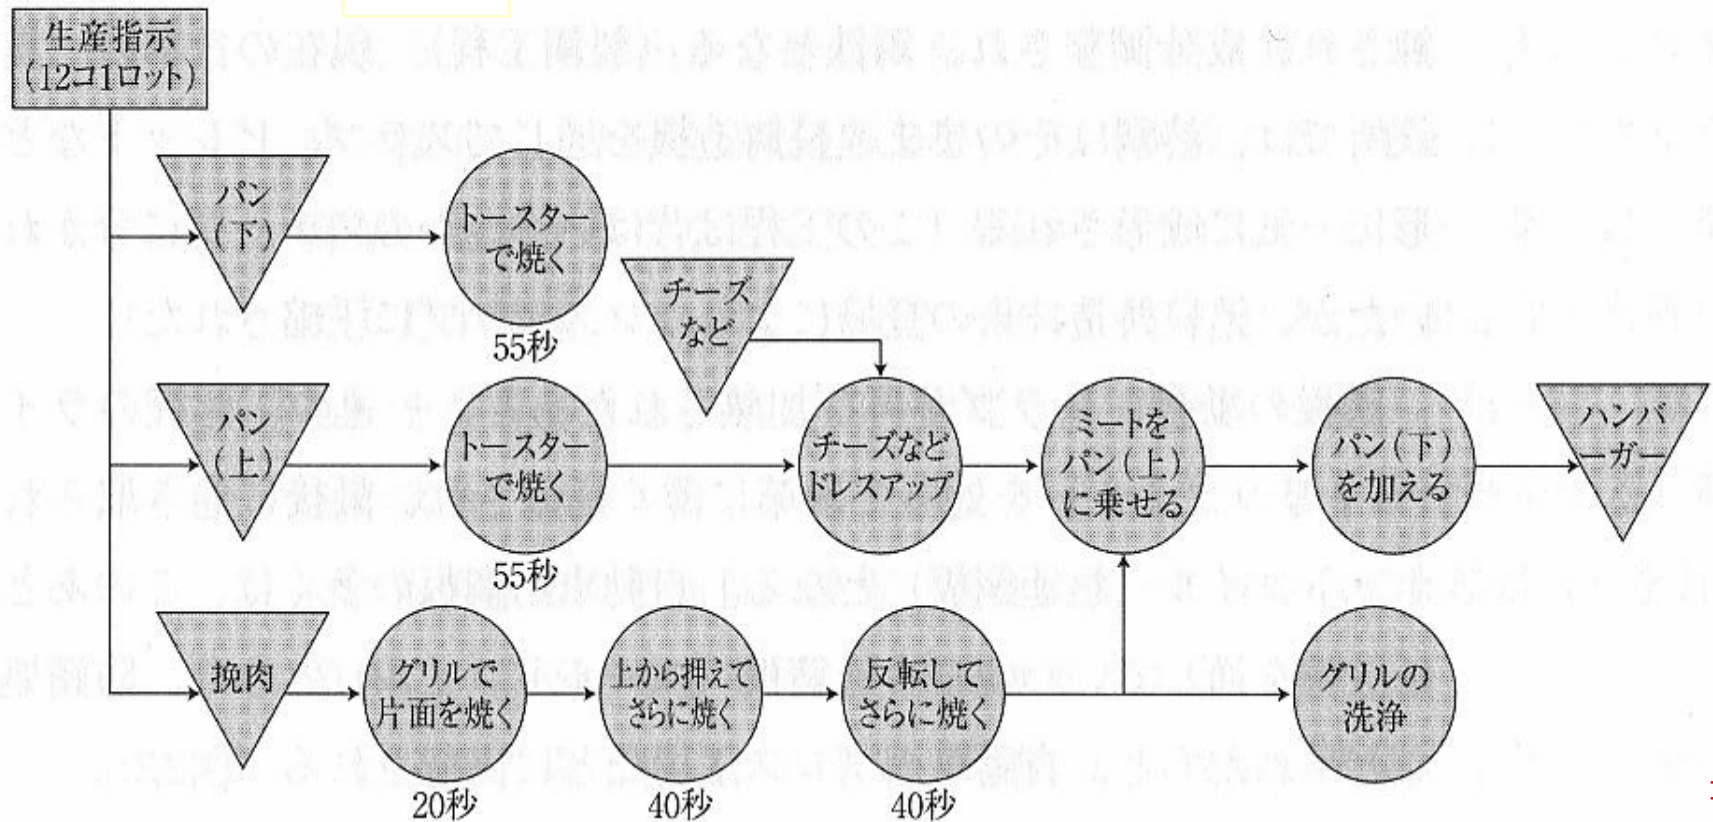 生産指示
(12コ1ロット)
パン
(下)
トースター
で焼く
55秒
チーズ
など
パン
(上)
トースター
で焼く
55秒
チーズなど
ドレスアップ
ミートを
パン(上)
に乗せる
パン(下)
を加える
ハンバ
ーガー
挽肉
グリルで
片面を焼く
20秒
上から押えて
さらに焼く
40秒
反転して
さらに焼く
40秒
グリルの
洗浄